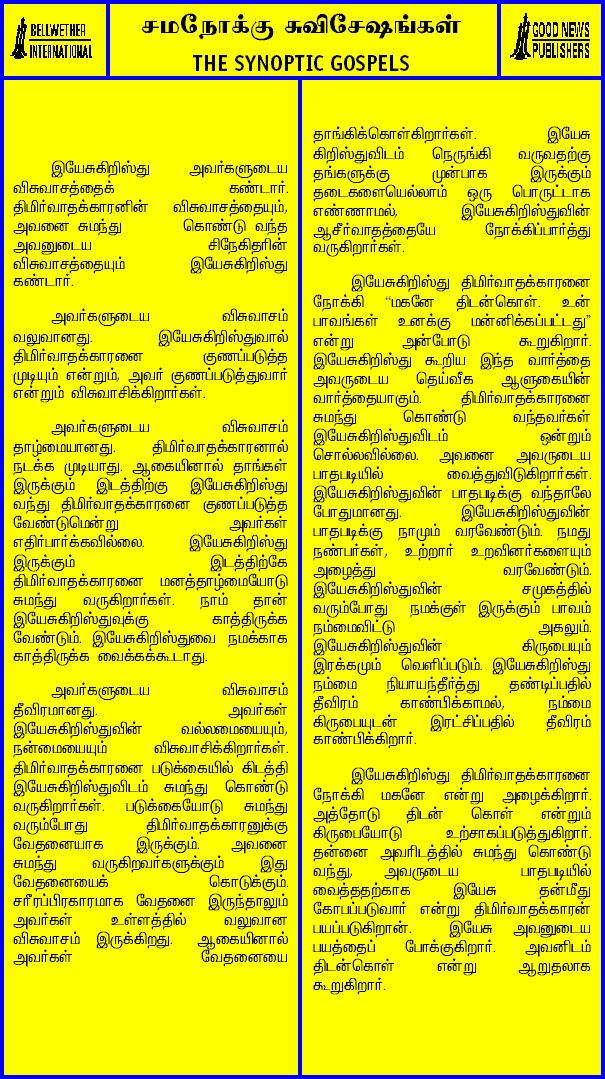 BELLWETHER
INTERNATIONAL
சமநோக்கு சுவிசேஷங்கள்
THE SYNOPTIC GOSPELS
GOOD NEWS
PUBLISHERS
இயேசுகிறிஸ்து அவர்களுடைய
விசுவாசத்தைக் கண்டார்.
திமிர்வாதக்காரனின் விசுவாசத்தையும்,
அவனை சுமந்து கொண்டு வந்த
அவனுடைய சிநேகிதரின்
விசுவாசத்தையும் இயேசுகிறிஸ்து
கண்டார்.
அவர்களுடைய விசுவாசம்
வலுவானது. இயேசுகிறிஸ்துவால்
திமிர்வாதக்காரனை குணப்படுத்த
முடியும் என்றும், அவர் குணப்படுத்துவார்
என்றும் விசுவாசிக்கிறார்கள்.
அவர்களுடைய விசுவாசம்
தாழ்மையானது. திமிர்வாதக்காரனால்
நடக்க முடியாது. ஆகையினால் தாங்கள்
இருக்கும் இடத்திற்கு இயேசுகிறிஸ்து
வந்து திமிர்வாதக்காரனை குணப்படுத்த
வேண்டுமென்று அவர்கள்
எதிர்பார்க்கவில்லை. இயேசுகிறிஸ்து
இருக்கும் இடத்திற்கே
திமிர்வாதக்காரனை மனத்தாழ்மையோடு
சுமந்து வருகிறார்கள். நாம் தான்
இயேசுகிறிஸ்துவுக்கு காத்திருக்க
வேண்டும். இயேசுகிறிஸ்துவை நமக்காக
காத்திருக்க வைக்கக்கூடாது.
அவர்களுடைய விசுவாசம்
தீவிரமானது. அவர்கள்
இயேசுகிறிஸ்துவின் வல்லமையையும்,
நன்மையையும் விசுவாசிக்கிறார்கள்.
திமிர்வாதக்காரனை படுக்கையில் கிடத்தி
இயேசுகிறிஸ்துவிடம் சுமந்து கொண்டு
வருகிறார்கள். படுக்கையோடு சுமந்து
வரும்போது திமிர்வாதக்காரனுக்கு
வேதனையாக இருக்கும். அவனை
சுமந்து வருகிறவர்களுக்கும் இது
வேதனையைக் கொடுக்கும்.
சரீரப்பிரகாரமாக வேதனை இருந்தாலும்
அவர்கள் உள்ளத்தில் வலுவான
விசுவாசம் இருக்கிறது. ஆகையினால்
அவர்கள் வேதனையை
தாங்கிக்கொள்கிறார்கள். இயேசு
கிறிஸ்துவிடம் நெருங்கி வருவதற்கு
தங்களுக்கு முன்பாக இருக்கும்
தடைகளையெல்லாம் ஒரு பொருட்டாக
எண்ணாமல், இயேசுகிறிஸ்துவின்
ஆசீர்வாதத்தையே நோக்கிப்பார்த்து
வருகிறார்கள்.
இயேசுகிறிஸ்து திமிர்வாதக்காரனை
நோக்கி “மகனே திடன்கொள். உன்
பாவங்கள் உனக்கு மன்னிக்கப்பட்டது”
என்று அன்போடு கூறுகிறார்.
இயேசுகிறிஸ்து கூறிய இந்த வார்த்தை
அவருடைய தெய்வீக ஆளுகையின்
வார்த்தையாகும். திமிர்வாதக்காரனை
சுமந்து கொண்டு வந்தவர்கள்
இயேசுகிறிஸ்துவிடம் ஒன்றும்
சொல்லவில்லை. அவனை அவருடைய
பாதபடியில் வைத்துவிடுகிறார்கள்.
இயேசுகிறிஸ்துவின் பாதபடிக்கு வந்தாலே
போதுமானது. இயேசுகிறிஸ்துவின்
பாதபடிக்கு நாமும் வரவேண்டும். நமது
நண்பர்கள், உற்றார் உறவினர்களையும்
அழைத்து வரவேண்டும்.
இயேசுகிறிஸ்துவின் சமுகத்தில்
வரும்போது நமக்குள் இருக்கும் பாவம்
நம்மைவிட்டு அகலும்.
இயேசுகிறிஸ்துவின் கிருபையும்
இரக்கமும் வெளிப்படும். இயேசுகிறிஸ்து
நம்மை நியாயந்தீர்த்து தண்டிப்பதில்
தீவிரம் காண்பிக்காமல், நம்மை
கிருபையுடன் இரட்சிப்பதில் தீவிரம்
காண்பிக்கிறார்.
இயேசுகிறிஸ்து திமிர்வாதக்காரனை
நோக்கி மகனே என்று அழைக்கிறார்.
அத்தோடு திடன் கொள் என்றும்
கிருபையோடு உற்சாகப்படுத்துகிறார்.
தன்னை அவரிடத்தில் சுமந்து கொண்டு
வந்து, அவருடைய பாதபடியில்
வைத்ததற்காக இயேசு தன்மீது
கோபப்படுவார் என்று திமிர்வாதக்காரன்
பயப்படுகிறான். இயேசு அவனுடைய
பயத்தைப் போக்குகிறார். அவனிடம்
திடன்கொள் என்று ஆறுதலாக
கூறுகிறார்.